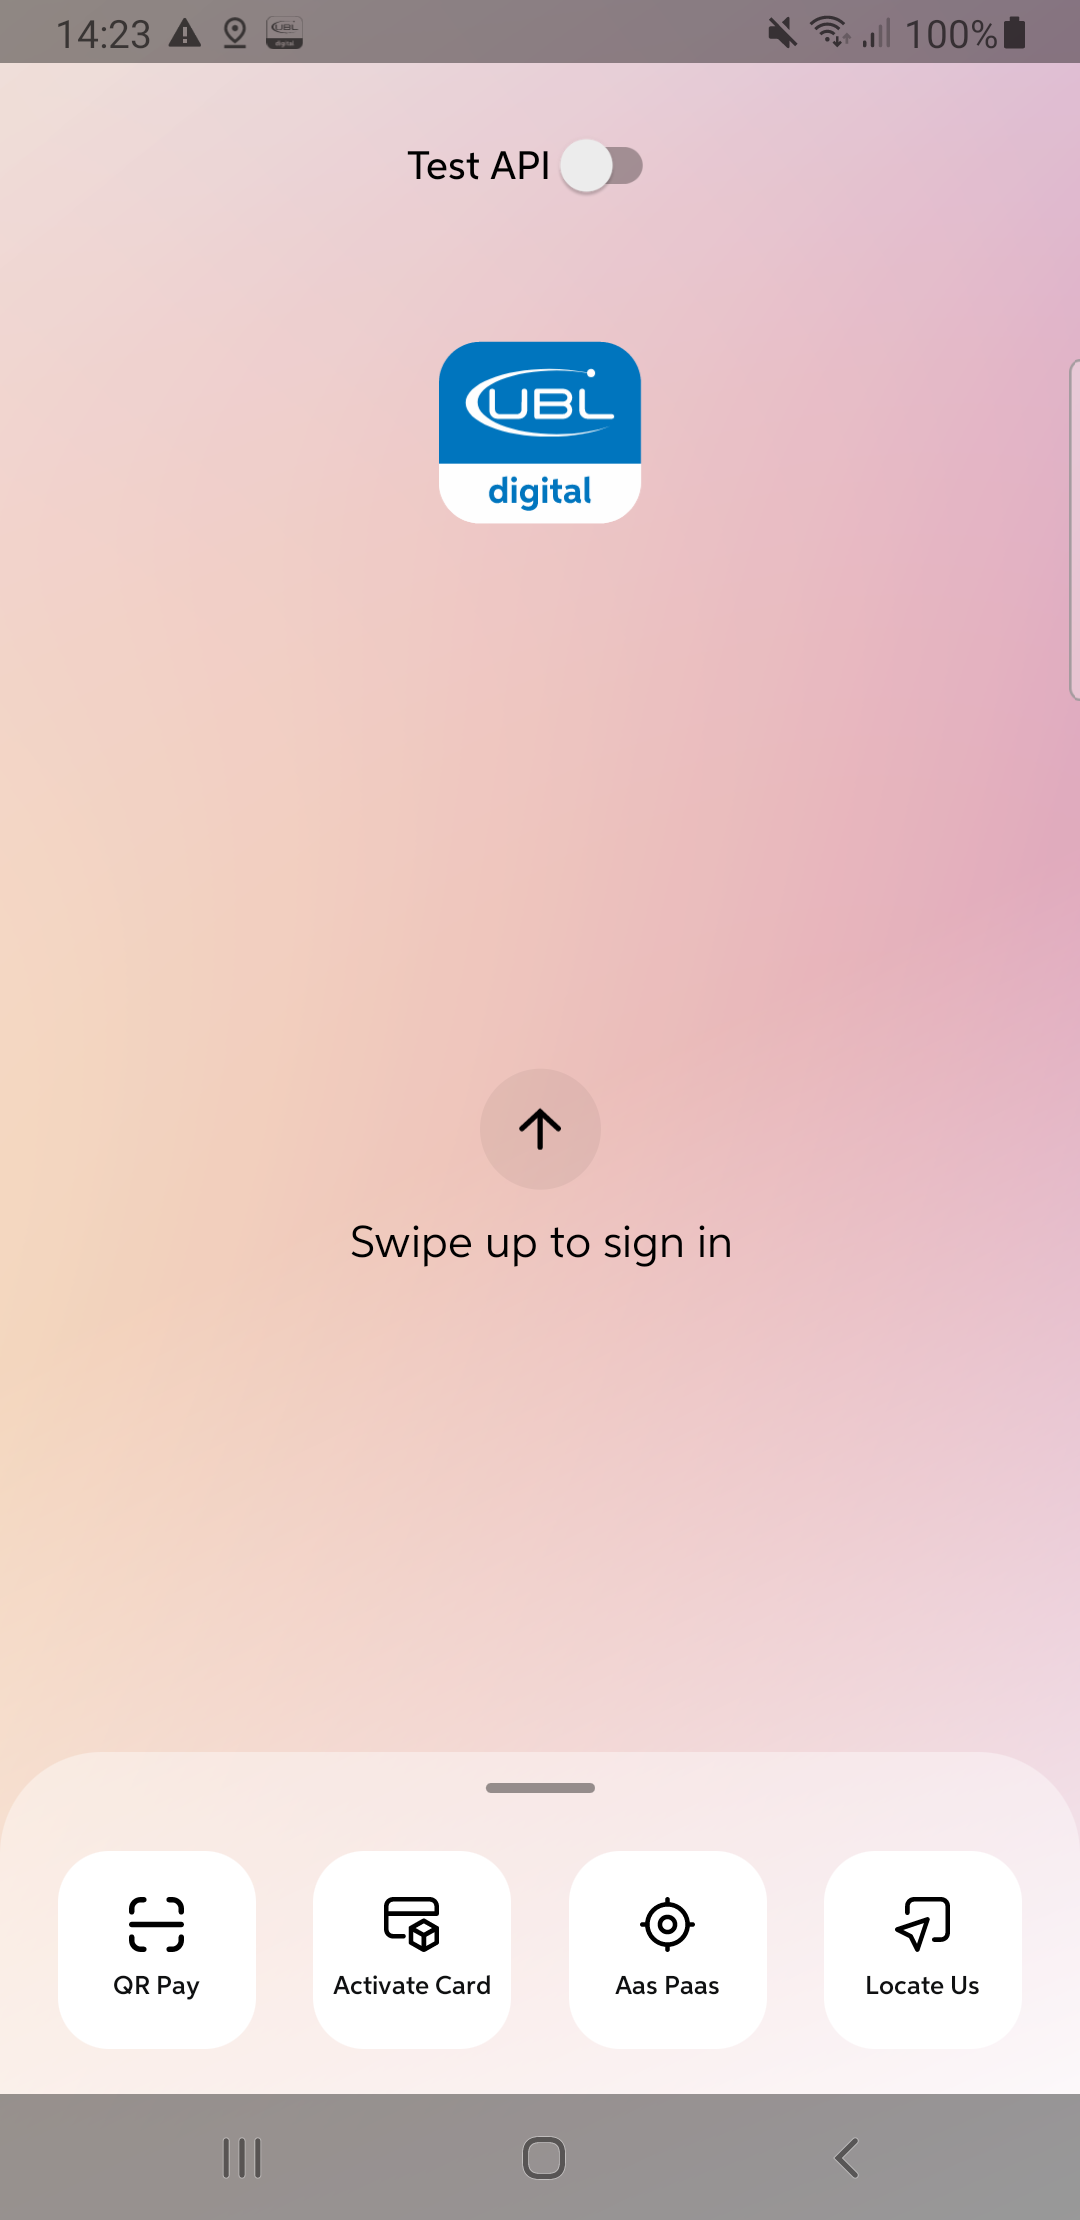 14:23 100%
Test API
UBL
digital
Swipe up to sign in
QR Pay Activate Card Aas Paas Locate Us